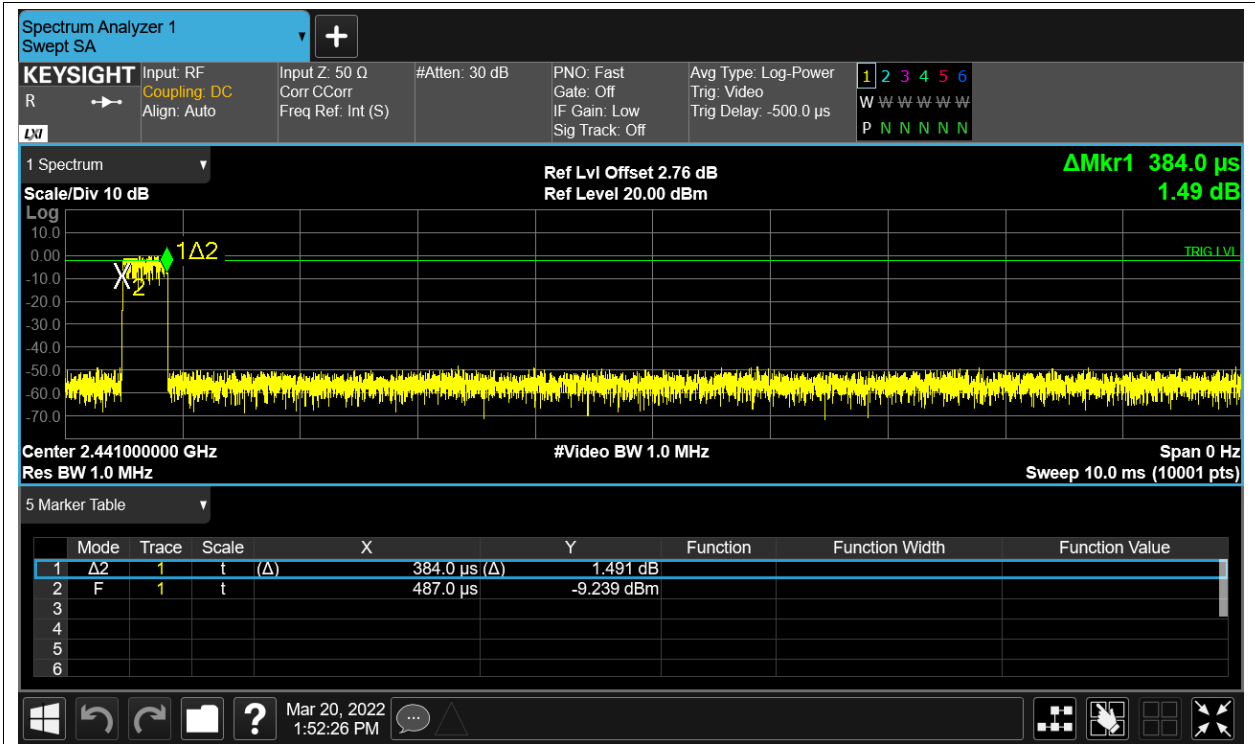 Spectrum Analyzer 1
Swept SA
KEYSIGHT Input: RF Input Z: 50 Ω #Atten: 30 dB PNO: Fast Avg Type: Log-Power 1 2 3 4 5 6
R Coupling: DC Corr CCorr Gate: Off Trig: Video W W W W W W
Align: Auto Freq Ref: Int (S) IF Gain: Low Trig Delay: -500.0 µs
LXI Sig Track: Off P N N N N N
1 Spectrum Ref Lvl Offset 2.76 dB ΔMkr1 384.0 µs
Scale/Div 10 dB Ref Level 20.00 dBm 1.49 dB
Log
10.0
0.00 1Δ2 TRIG LVL
-10.0 X2
-20.0
-30.0
-40.0
-50.0
-60.0
-70.0
Center 2.441000000 GHz #Video BW 1.0 MHz Span 0 Hz
Res BW 1.0 MHz Sweep 10.0 ms (10001 pts)
5 Marker Table
Mode Trace Scale X Y Function Function Width Function Value
1 Δ2 1 t (Δ) 384.0 µs (Δ) 1.491 dB
2 F 1 t 487.0 µs -9.239 dBm
3
4
5
6
? Mar 20, 2022
1:52:26 PM